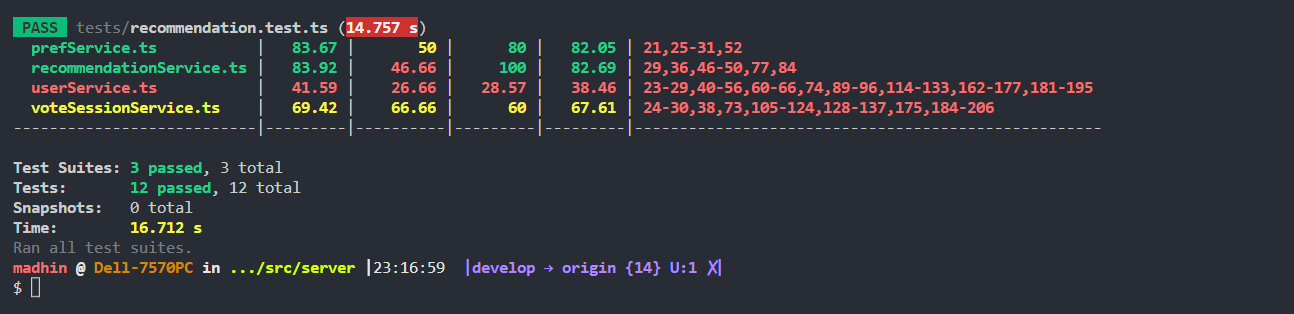 PASS tests/recommendation.test.ts (14.757 s)
prefService.ts | 83.67 | 50 | 80 | 82.05 | 21,25-31,52
recommendationService.ts | 83.92 | 46.66 | 100 | 82.69 | 29,36,46-50,77,84
userService.ts | 41.59 | 26.66 | 28.57 | 38.46 | 23-29,40-56,60-66,74,89-96,114-133,162-177,181-195
voteSessionService.ts | 69.42 | 66.66 | 60 | 67.61 | 24-30,38,73,105-124,128-137,175,184-206
---------------------------|---------|----------|---------|---------|----------------------------------------------------
Test Suites: 3 passed, 3 total
Tests: 12 passed, 12 total
Snapshots: 0 total
Time: 16.712 s
Ran all test suites.
madhin @ Dell-7570PC in .../src/server |23:16:59 |develop → origin {14} U:1 ╳|
$